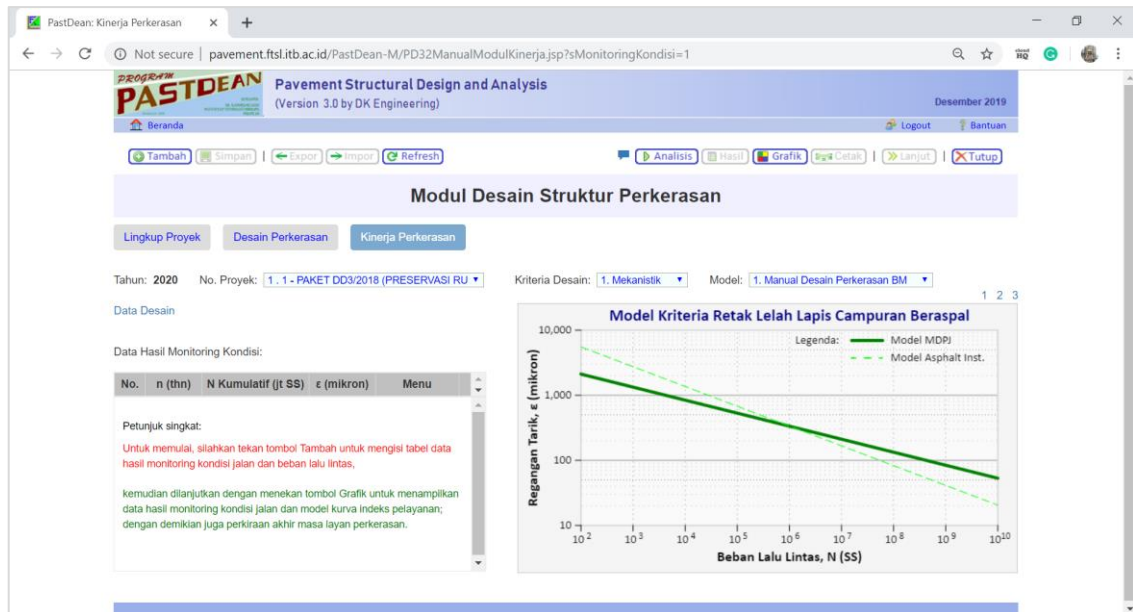 PastDean: Kinerja Perkerasan
Not secure | pavement.ftsl.itb.ac.id/PastDean-M/PD32ManualModulKinerja.jsp?sMonitoringKondisi=1
PROGRAM
PASTDEAN
Pavement Structural Design and Analysis
(Version 3.0 by DK Engineering)
Desember 2019
Beranda
Logout
Bantuan
Tambah
Simpan
|
Expor
Impor
Refresh
Analisis
Hasil
Grafik
Cetak
|
Lanjut
|
Tutup
Modul Desain Struktur Perkerasan
Lingkup Proyek
Desain Perkerasan
Kinerja Perkerasan
Tahun: 2020 No. Proyek: 1 . 1 - PAKET DD3/2018 (PRESERVASI RU Kriteria Desain: 1. Mekanistik Model: 1. Manual Desain Perkerasan BM
1 2 3
Data Desain
Data Hasil Monitoring Kondisi:
No. n (thn) N Kumulatif (jt SS) ε (mikron) Menu
Petunjuk singkat:
Untuk memulai, silahkan tekan tombol Tambah untuk mengisi tabel data
hasil monitoring kondisi jalan dan beban lalu lintas,
kemudian dilanjutkan dengan menekan tombol Grafik untuk menampilkan
data hasil monitoring kondisi jalan dan model kurva indeks pelayanan;
dengan demikian juga perkiraan akhir masa layan perkerasan.
Model Kriteria Retak Lelah Lapis Campuran Beraspal
Legenda:
Model MDPJ
Model Asphalt Inst.
Regangan Tarik, ε (mikron)
10,000
1,000
100
10
10² 10³ 10⁴ 10⁵ 10⁶ 10⁷ 10⁸ 10⁹ 10¹⁰
Beban Lalu Lintas, N (SS)